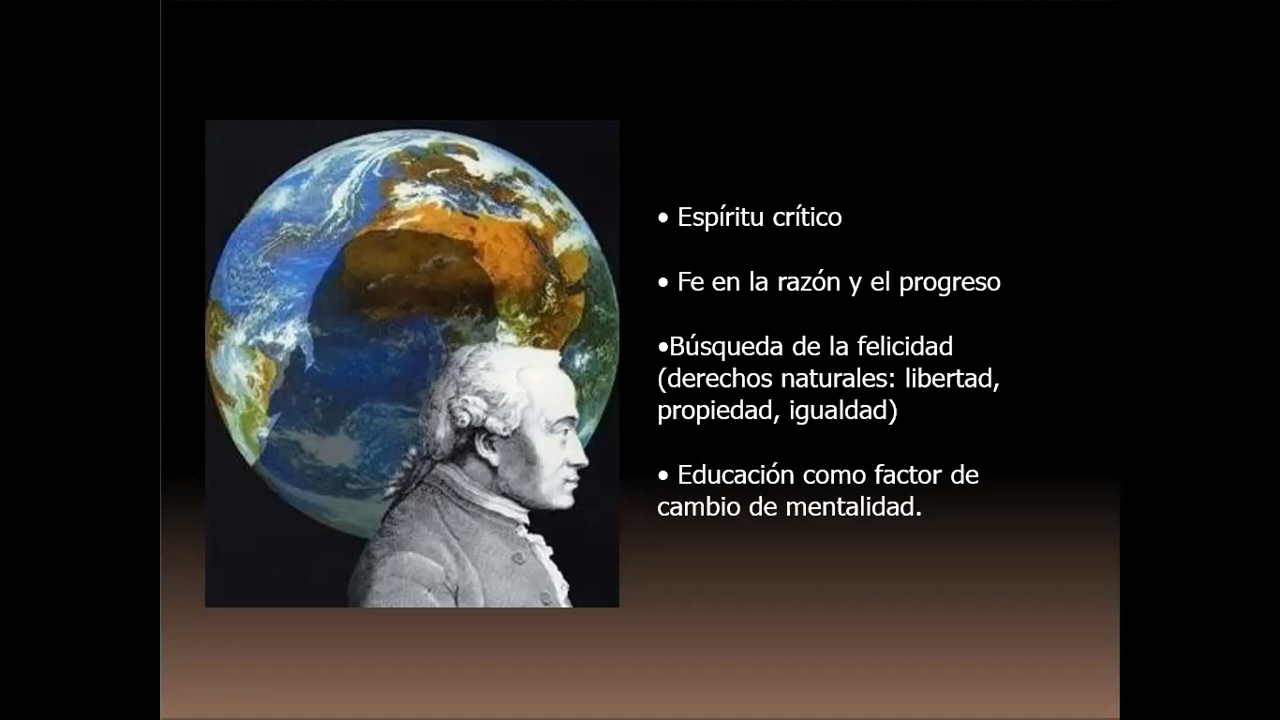 • Espíritu crítico
• Fe en la razón y el progreso
•Búsqueda de la felicidad
(derechos naturales: libertad,
propiedad, igualdad)
• Educación como factor de
cambio de mentalidad.